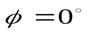 ϕ = 0°